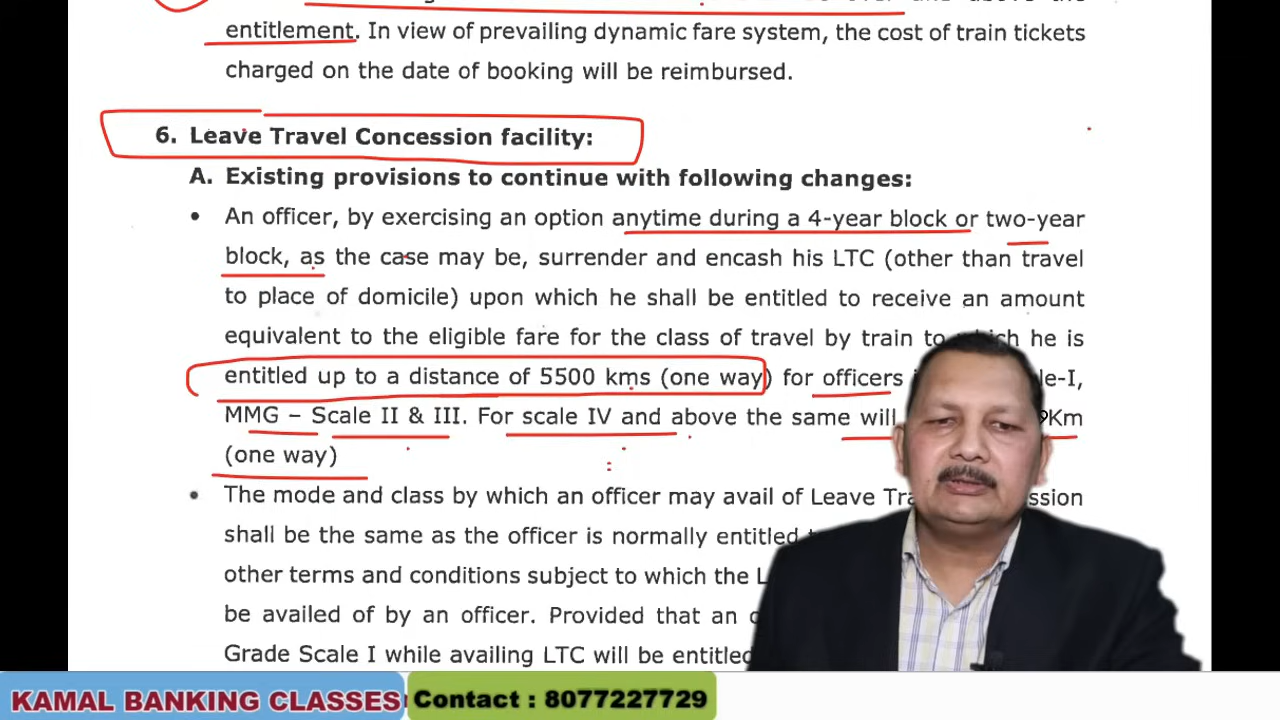 entitlement. In view of prevailing dynamic fare system, the cost of train tickets
charged on the date of booking will be reimbursed.
6. Leave Travel Concession facility:
A. Existing provisions to continue with following changes:
• An officer, by exercising an option anytime during a 4-year block or two-year
block, as the case may be, surrender and encash his LTC (other than travel
to place of domicile) upon which he shall be entitled to receive an amount
equivalent to the eligible fare for the class of travel by train to which he is
entitled up to a distance of 5500 kms (one way) for officers
MMG – Scale II & III. For scale IV and above the same will Km
(one way)
• The mode and class by which an officer may avail of Leave
shall be the same as the officer is normally entitled
other terms and conditions subject to which the
be availed of by an officer. Provided that an
Grade Scale I while availing LTC will be entitled
KAMAL BANKING CLASSES
Contact : 8077227729